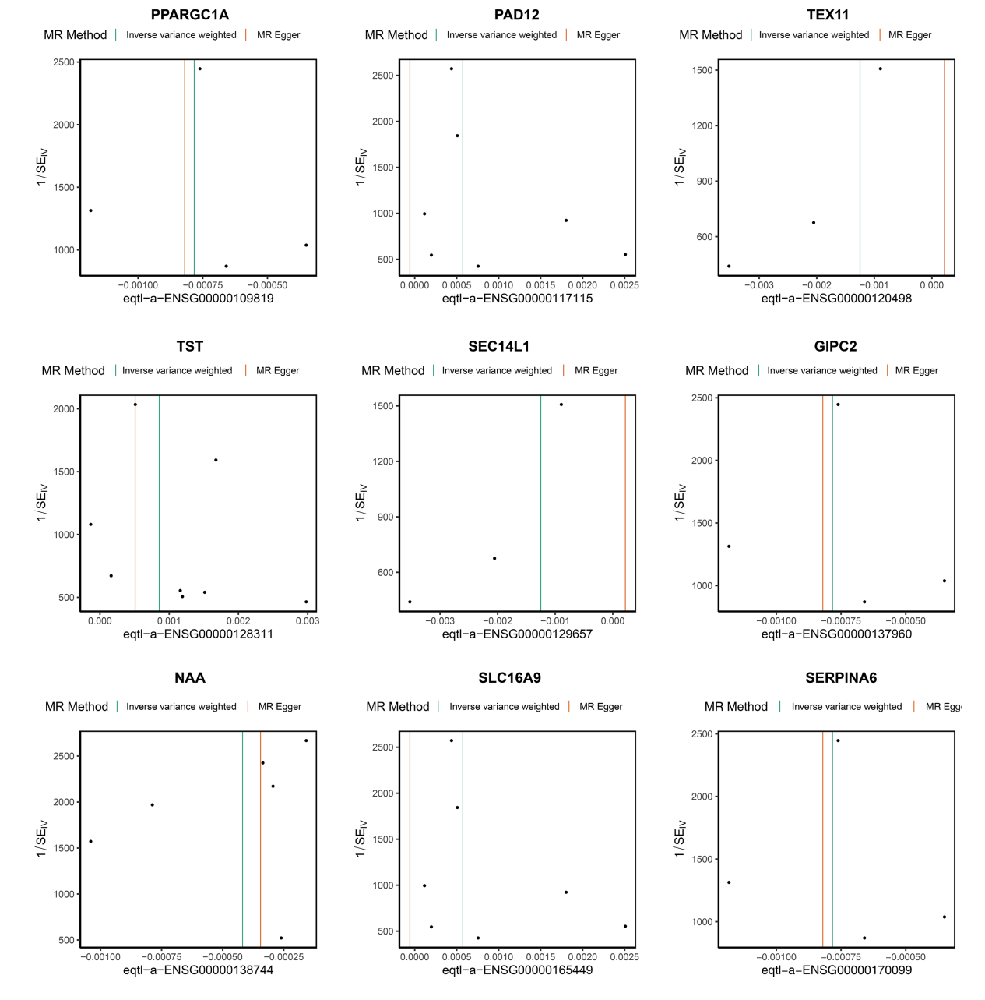 PPARGC1A
MR Method Inverse variance weighted MR Egger
2500
2000
1500
1000
1/SEIV
−0.00100 −0.00075 −0.00050
eqtl−a−ENSG00000109819
PAD12
MR Method Inverse variance weighted MR Egger
2500
2000
1500
1000
500
1/SEIV
0.0000 0.0005 0.0010 0.0015 0.0020 0.0025
eqtl−a−ENSG00000117115
TEX11
MR Method Inverse variance weighted MR Egger
1500
1200
900
600
1/SEIV
−0.003 −0.002 −0.001 0.000
eqtl−a−ENSG00000120498
TST
MR Method Inverse variance weighted MR Egger
2000
1500
1000
500
1/SEIV
0.000 0.001 0.002 0.003
eqtl−a−ENSG00000128311
SEC14L1
MR Method Inverse variance weighted MR Egger
1500
1200
900
600
1/SEIV
−0.003 −0.002 −0.001 0.000
eqtl−a−ENSG00000129657
GIPC2
MR Method Inverse variance weighted MR Egger
2500
2000
1500
1000
1/SEIV
−0.00100 −0.00075 −0.00050
eqtl−a−ENSG00000137960
NAA
MR Method Inverse variance weighted MR Egger
2500
2000
1500
1000
500
1/SEIV
−0.00100 −0.00075 −0.00050 −0.00025
eqtl−a−ENSG00000138744
SLC16A9
MR Method Inverse variance weighted MR Egger
2500
2000
1500
1000
500
1/SEIV
0.0000 0.0005 0.0010 0.0015 0.0020 0.0025
eqtl−a−ENSG00000165449
SERPINA6
MR Method Inverse variance weighted MR Egg
2500
2000
1500
1000
1/SEIV
−0.00100 −0.00075 −0.00050
eqtl−a−ENSG00000170099